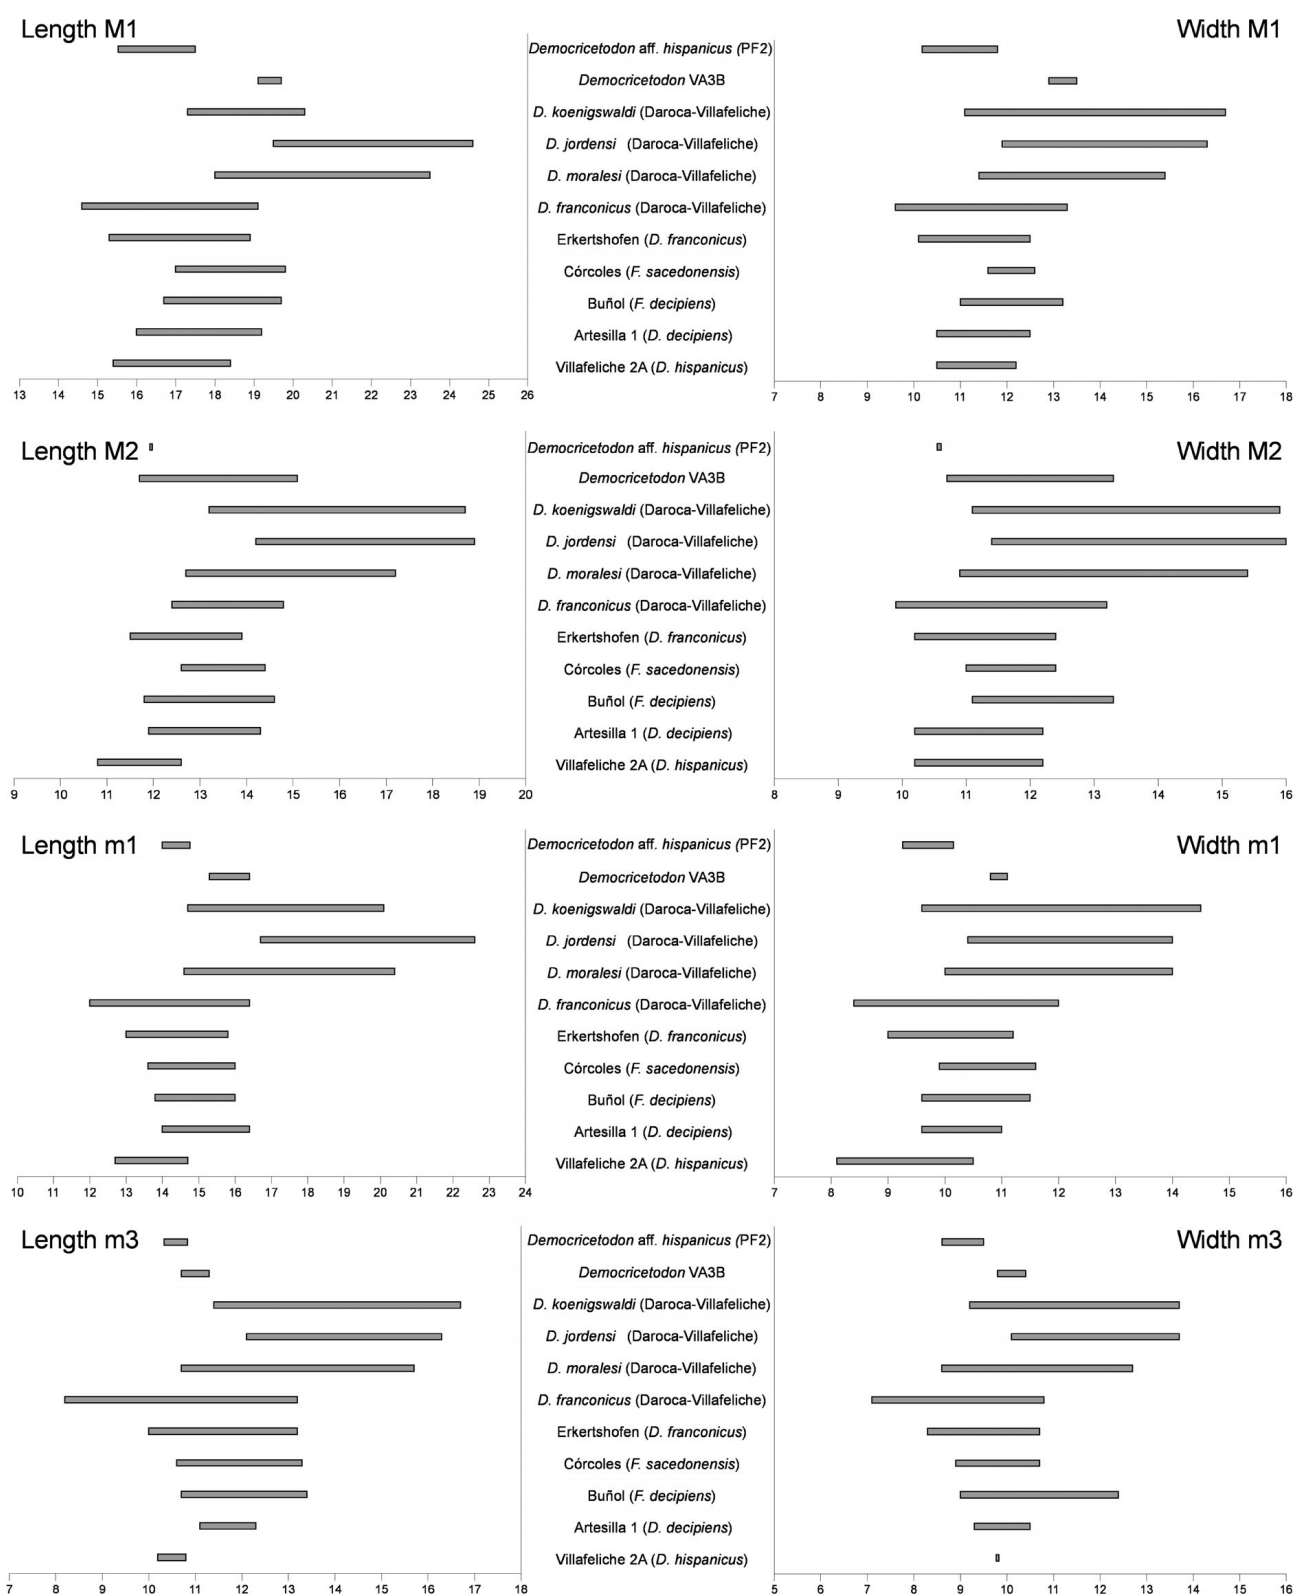 Length M1
Width M1
Democricetodon aff. hispanicus (PF2)
Democricetodon VA3B
D. koenigswaldi (Daroca-Villafeliche)
D. jordensi (Daroca-Villafeliche)
D. moralesi (Daroca-Villafeliche)
D. franconicus (Daroca-Villafeliche)
Erkertshofen (D. franconicus)
Córcoles (F. sacedonensis)
Buñol (F. decipiens)
Artesilla 1 (D. decipiens)
Villafeliche 2A (D. hispanicus)
13 14 15 16 17 18 19 20 21 22 23 24 25 26
7 8 9 10 11 12 13 14 15 16 17 18
Length M2
Width M2
Democricetodon aff. hispanicus (PF2)
Democricetodon VA3B
D. koenigswaldi (Daroca-Villafeliche)
D. jordensi (Daroca-Villafeliche)
D. moralesi (Daroca-Villafeliche)
D. franconicus (Daroca-Villafeliche)
Erkertshofen (D. franconicus)
Córcoles (F. sacedonensis)
Buñol (F. decipiens)
Artesilla 1 (D. decipiens)
Villafeliche 2A (D. hispanicus)
9 10 11 12 13 14 15 16 17 18 19 20
8 9 10 11 12 13 14 15 16
Length m1
Width m1
Democricetodon aff. hispanicus (PF2)
Democricetodon VA3B
D. koenigswaldi (Daroca-Villafeliche)
D. jordensi (Daroca-Villafeliche)
D. moralesi (Daroca-Villafeliche)
D. franconicus (Daroca-Villafeliche)
Erkertshofen (D. franconicus)
Córcoles (F. sacedonensis)
Buñol (F. decipiens)
Artesilla 1 (D. decipiens)
Villafeliche 2A (D. hispanicus)
10 11 12 13 14 15 16 17 18 19 20 21 22 23 24
7 8 9 10 11 12 13 14 15 16
Length m3
Width m3
Democricetodon aff. hispanicus (PF2)
Democricetodon VA3B
D. koenigswaldi (Daroca-Villafeliche)
D. jordensi (Daroca-Villafeliche)
D. moralesi (Daroca-Villafeliche)
D. franconicus (Daroca-Villafeliche)
Erkertshofen (D. franconicus)
Córcoles (F. sacedonensis)
Buñol (F. decipiens)
Artesilla 1 (D. decipiens)
Villafeliche 2A (D. hispanicus)
7 8 9 10 11 12 13 14 15 16 17 18
5 6 7 8 9 10 11 12 13 14 15 16